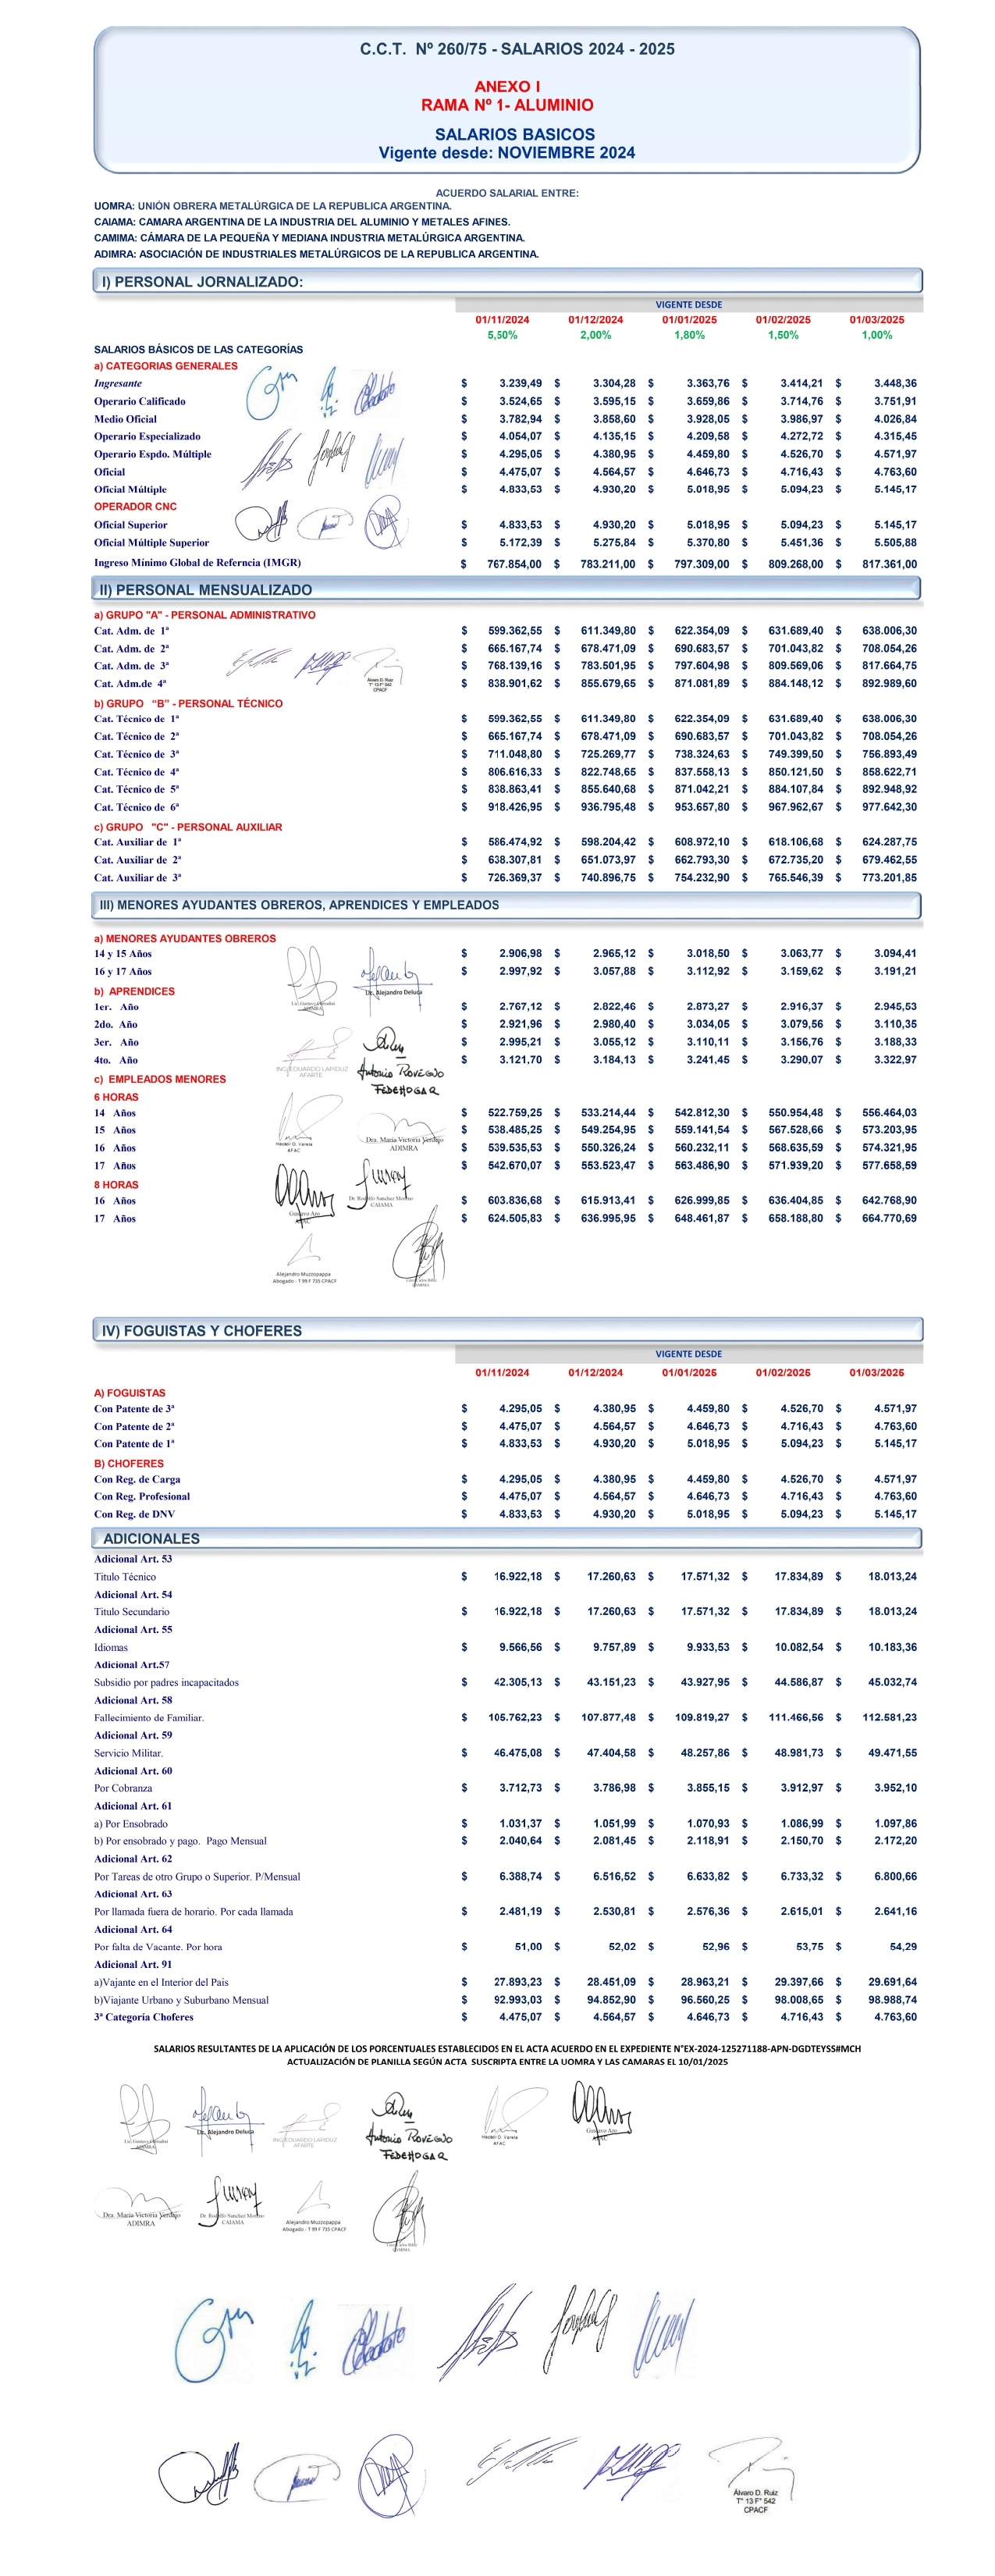 C.C.T. Nº 260/75 - SALARIOS 2024 - 2025
ANEXO I
RAMA Nº 1- ALUMINIO
SALARIOS BASICOS
Vigente desde: NOVIEMBRE 2024
ACUERDO SALARIAL ENTRE:
UOMRA: UNIÓN OBRERA METALÚRGICA DE LA REPUBLICA ARGENTINA.
CAIAMA: CAMARA ARGENTINA DE LA INDUSTRIA DEL ALUMINIO Y METALES AFINES.
CAMIMA: CÁMARA DE LA PEQUEÑA Y MEDIANA INDUSTRIA METALÚRGICA ARGENTINA.
ADIMRA: ASOCIACIÓN DE INDUSTRIALES METALÚRGICOS DE LA REPUBLICA ARGENTINA.
I) PERSONAL JORNALIZADO:
VIGENTE DESDE
01/11/2024 01/12/2024 01/01/2025 01/02/2025 01/03/2025
5,50% 2,00% 1,80% 1,50% 1,00%
SALARIOS BÁSICOS DE LAS CATEGORÍAS
a) CATEGORIAS GENERALES
Ingresante $ 3.239,49 $ 3.304,28 $ 3.363,76 $ 3.414,21 $ 3.448,36
Operario Calificado $ 3.524,65 $ 3.595,15 $ 3.659,86 $ 3.714,76 $ 3.751,91
Medio Oficial $ 3.782,94 $ 3.858,60 $ 3.928,05 $ 3.986,97 $ 4.026,84
Operario Especializado $ 4.054,07 $ 4.135,15 $ 4.209,58 $ 4.272,72 $ 4.315,45
Operario Espdo. Múltiple $ 4.295,05 $ 4.380,95 $ 4.459,80 $ 4.526,70 $ 4.571,97
Oficial $ 4.475,07 $ 4.564,57 $ 4.646,73 $ 4.716,43 $ 4.763,60
Oficial Múltiple $ 4.833,53 $ 4.930,20 $ 5.018,95 $ 5.094,23 $ 5.145,17
OPERADOR CNC
Oficial Superior $ 4.833,53 $ 4.930,20 $ 5.018,95 $ 5.094,23 $ 5.145,17
Oficial Múltiple Superior $ 5.172,39 $ 5.275,84 $ 5.370,80 $ 5.451,36 $ 5.505,88
Ingreso Mínimo Global de Referncia (IMGR) $ 767.854,00 $ 783.211,00 $ 797.309,00 $ 809.268,00 $ 817.361,00
II) PERSONAL MENSUALIZADO
a) GRUPO "A" - PERSONAL ADMINISTRATIVO
Cat. Adm. de 1ª $ 599.362,55 $ 611.349,80 $ 622.354,09 $ 631.689,40 $ 638.006,30
Cat. Adm. de 2ª $ 665.167,74 $ 678.471,09 $ 690.683,57 $ 701.043,82 $ 708.054,26
Cat. Adm. de 3ª $ 768.139,16 $ 783.501,95 $ 797.604,98 $ 809.569,06 $ 817.664,75
Cat. Adm.de 4ª $ 838.901,62 $ 855.679,65 $ 871.081,89 $ 884.148,12 $ 892.989,60
Álvaro D. Ruiz
T° 13 F° 542
CPACF
b) GRUPO “B” - PERSONAL TÉCNICO
Cat. Técnico de 1ª $ 599.362,55 $ 611.349,80 $ 622.354,09 $ 631.689,40 $ 638.006,30
Cat. Técnico de 2ª $ 665.167,74 $ 678.471,09 $ 690.683,57 $ 701.043,82 $ 708.054,26
Cat. Técnico de 3ª $ 711.048,80 $ 725.269,77 $ 738.324,63 $ 749.399,50 $ 756.893,49
Cat. Técnico de 4ª $ 806.616,33 $ 822.748,65 $ 837.558,13 $ 850.121,50 $ 858.622,71
Cat. Técnico de 5ª $ 838.863,41 $ 855.640,68 $ 871.042,21 $ 884.107,84 $ 892.948,92
Cat. Técnico de 6ª $ 918.426,95 $ 936.795,48 $ 953.657,80 $ 967.962,67 $ 977.642,30
c) GRUPO "C" - PERSONAL AUXILIAR
Cat. Auxiliar de 1ª $ 586.474,92 $ 598.204,42 $ 608.972,10 $ 618.106,68 $ 624.287,75
Cat. Auxiliar de 2ª $ 638.307,81 $ 651.073,97 $ 662.793,30 $ 672.735,20 $ 679.462,55
Cat. Auxiliar de 3ª $ 726.369,37 $ 740.896,75 $ 754.232,90 $ 765.546,39 $ 773.201,85
III) MENORES AYUDANTES OBREROS, APRENDICES Y EMPLEADOS
a) MENORES AYUDANTES OBREROS
14 y 15 Años $ 2.906,98 $ 2.965,12 $ 3.018,50 $ 3.063,77 $ 3.094,41
16 y 17 Años $ 2.997,92 $ 3.057,88 $ 3.112,92 $ 3.159,62 $ 3.191,21
b) APRENDICES
Lic. Alejandro Deluca
ADIMRA
1er. Año $ 2.767,12 $ 2.822,46 $ 2.873,27 $ 2.916,37 $ 2.945,53
2do. Año $ 2.921,96 $ 2.980,40 $ 3.034,05 $ 3.079,56 $ 3.110,35
3er. Año $ 2.995,21 $ 3.055,12 $ 3.110,11 $ 3.156,76 $ 3.188,33
4to. Año $ 3.121,70 $ 3.184,13 $ 3.241,45 $ 3.290,07 $ 3.322,97
ING. EDUARDO LAPIDUZ
AFARTE
Antonio Roveglio
FEDEHOGAR
c) EMPLEADOS MENORES
6 HORAS
14 Años $ 522.759,25 $ 533.214,44 $ 542.812,30 $ 550.954,48 $ 556.464,03
15 Años $ 538.485,25 $ 549.254,95 $ 559.141,54 $ 567.528,66 $ 573.203,95
16 Años $ 539.535,53 $ 550.326,24 $ 560.232,11 $ 568.635,59 $ 574.321,95
Héctor D. Varela
AFAC
Dra. María Victoria Verdejo
ADIMRA
17 Años $ 542.670,07 $ 553.523,47 $ 563.486,90 $ 571.939,20 $ 577.658,59
8 HORAS
16 Años $ 603.836,68 $ 615.913,41 $ 626.999,85 $ 636.404,85 $ 642.768,90
17 Años $ 624.505,83 $ 636.995,95 $ 648.461,87 $ 658.188,80 $ 664.770,69
Dr. Rodolfo Sanchez Moreno
CAIAMA
Alejandro Muzzopappa
Abogado - T 99 F 735 CPACF
IV) FOGUISTAS Y CHOFERES
VIGENTE DESDE
01/11/2024 01/12/2024 01/01/2025 01/02/2025 01/03/2025
A) FOGUISTAS
Con Patente de 3ª $ 4.295,05 $ 4.380,95 $ 4.459,80 $ 4.526,70 $ 4.571,97
Con Patente de 2ª $ 4.475,07 $ 4.564,57 $ 4.646,73 $ 4.716,43 $ 4.763,60
Con Patente de 1ª $ 4.833,53 $ 4.930,20 $ 5.018,95 $ 5.094,23 $ 5.145,17
B) CHOFERES
Con Reg. de Carga $ 4.295,05 $ 4.380,95 $ 4.459,80 $ 4.526,70 $ 4.571,97
Con Reg. Profesional $ 4.475,07 $ 4.564,57 $ 4.646,73 $ 4.716,43 $ 4.763,60
Con Reg. de DNV $ 4.833,53 $ 4.930,20 $ 5.018,95 $ 5.094,23 $ 5.145,17
ADICIONALES
Adicional Art. 53
Titulo Técnico $ 16.922,18 $ 17.260,63 $ 17.571,32 $ 17.834,89 $ 18.013,24
Adicional Art. 54
Titulo Secundario $ 16.922,18 $ 17.260,63 $ 17.571,32 $ 17.834,89 $ 18.013,24
Adicional Art. 55
Idiomas $ 9.566,56 $ 9.757,89 $ 9.933,53 $ 10.082,54 $ 10.183,36
Adicional Art.57
Subsidio por padres incapacitados $ 42.305,13 $ 43.151,23 $ 43.927,95 $ 44.586,87 $ 45.032,74
Adicional Art. 58
Fallecimiento de Familiar. $ 105.762,23 $ 107.877,48 $ 109.819,27 $ 111.466,56 $ 112.581,23
Adicional Art. 59
Servicio Militar. $ 46.475,08 $ 47.404,58 $ 48.257,86 $ 48.981,73 $ 49.471,55
Adicional Art. 60
Por Cobranza $ 3.712,73 $ 3.786,98 $ 3.855,15 $ 3.912,97 $ 3.952,10
Adicional Art. 61
a) Por Ensobrado $ 1.031,37 $ 1.051,99 $ 1.070,93 $ 1.086,99 $ 1.097,86
b) Por ensobrado y pago. Pago Mensual $ 2.040,64 $ 2.081,45 $ 2.118,91 $ 2.150,70 $ 2.172,20
Adicional Art. 62
Por Tareas de otro Grupo o Superior. P/Mensual $ 6.388,74 $ 6.516,52 $ 6.633,82 $ 6.733,32 $ 6.800,66
Adicional Art. 63
Por llamada fuera de horario. Por cada llamada $ 2.481,19 $ 2.530,81 $ 2.576,36 $ 2.615,01 $ 2.641,16
Adicional Art. 64
Por falta de Vacante. Por hora $ 51,00 $ 52,02 $ 52,96 $ 53,75 $ 54,29
Adicional Art. 91
a)Vajante en el Interior del Pais $ 27.893,23 $ 28.451,09 $ 28.963,21 $ 29.397,66 $ 29.691,64
b)Viajante Urbano y Suburbano Mensual $ 92.993,03 $ 94.852,90 $ 96.560,25 $ 98.008,65 $ 98.988,74
3ª Categoría Choferes $ 4.475,07 $ 4.564,57 $ 4.646,73 $ 4.716,43 $ 4.763,60
SALARIOS RESULTANTES DE LA APLICACIÓN DE LOS PORCENTUALES ESTABLECIDOS EN EL ACTA ACUERDO EN EL EXPEDIENTE N°EX-2024-125271188-APN-DGDTEYSS#MCH
ACTUALIZACIÓN DE PLANILLA SEGÚN ACTA SUSCRIPTA ENTRE LA UOMRA Y LAS CAMARAS EL 10/01/2025
Lic. Alejandro Deluca
ADIMRA
ING. EDUARDO LAPIDUZ
AFARTE
Antonio Roveglio
FEDEHOGAR
Héctor D. Varela
AFAC
Dra. María Victoria Verdejo
ADIMRA
Dr. Rodolfo Sanchez Moreno
CAIAMA
Alejandro Muzzopappa
Abogado - T 99 F 735 CPACF
Álvaro D. Ruiz
T° 13 F° 542
CPACF